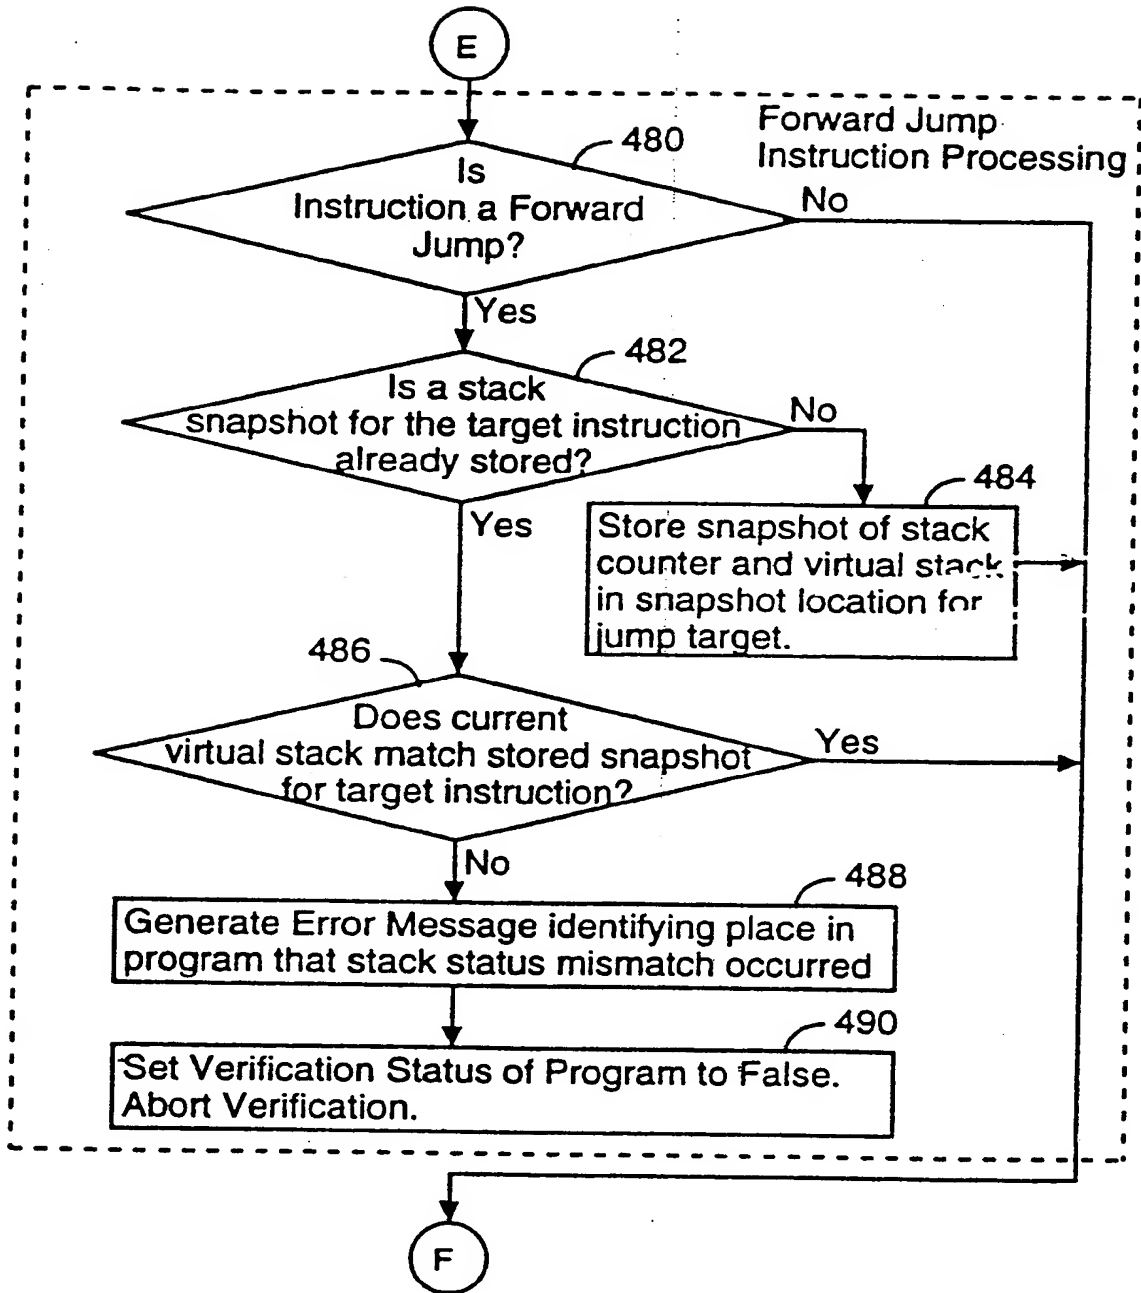 E
Forward Jump
Instruction Processing
480
Is
Instruction a Forward
Jump?
No
Yes
482
Is a stack
snapshot for the target instruction
already stored?
No
Yes
484
Store snapshot of stack
counter and virtual stack
in snapshot location for
jump target.
486
Does current
virtual stack match stored snapshot
for target instruction?
Yes
No
488
Generate Error Message identifying place in
program that stack status mismatch occurred
490
Set Verification Status of Program to False.
Abort Verification.
F